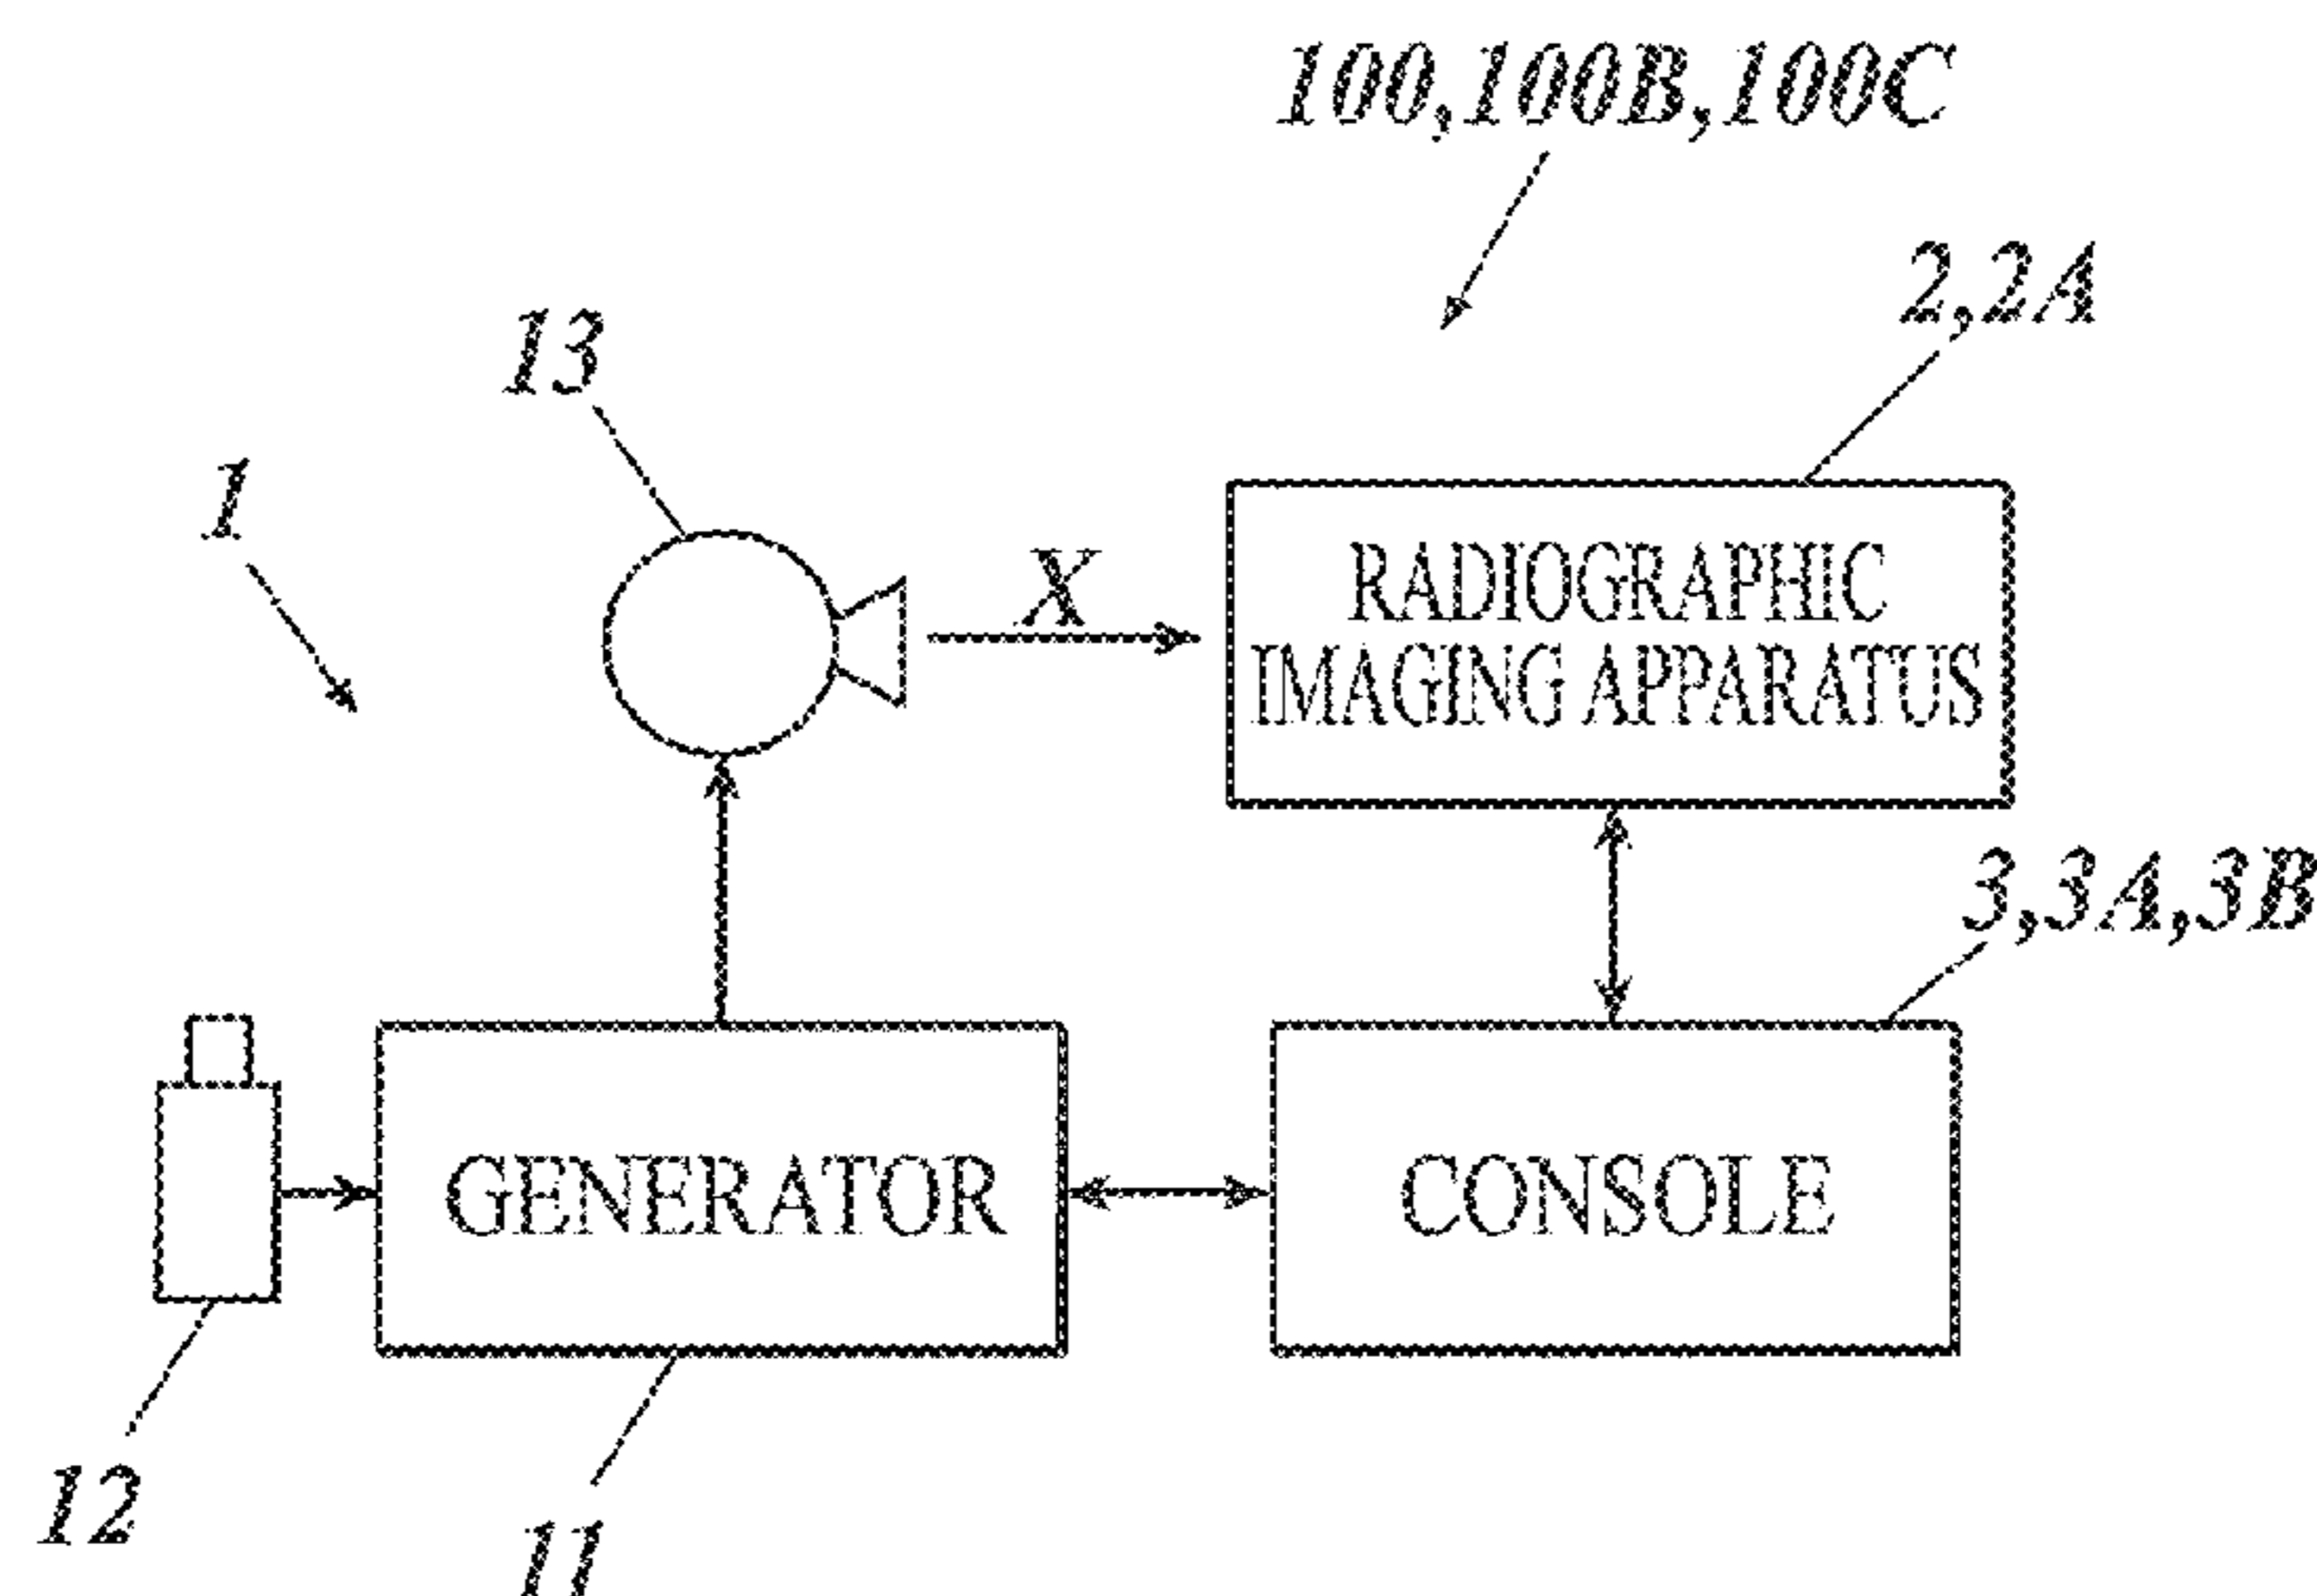 100,100B,100C
2,2A
13
1
X
RADIOGRAPHIC
IMAGING APPARATUS
3,3A,3B
GENERATOR
CONSOLE
12
11